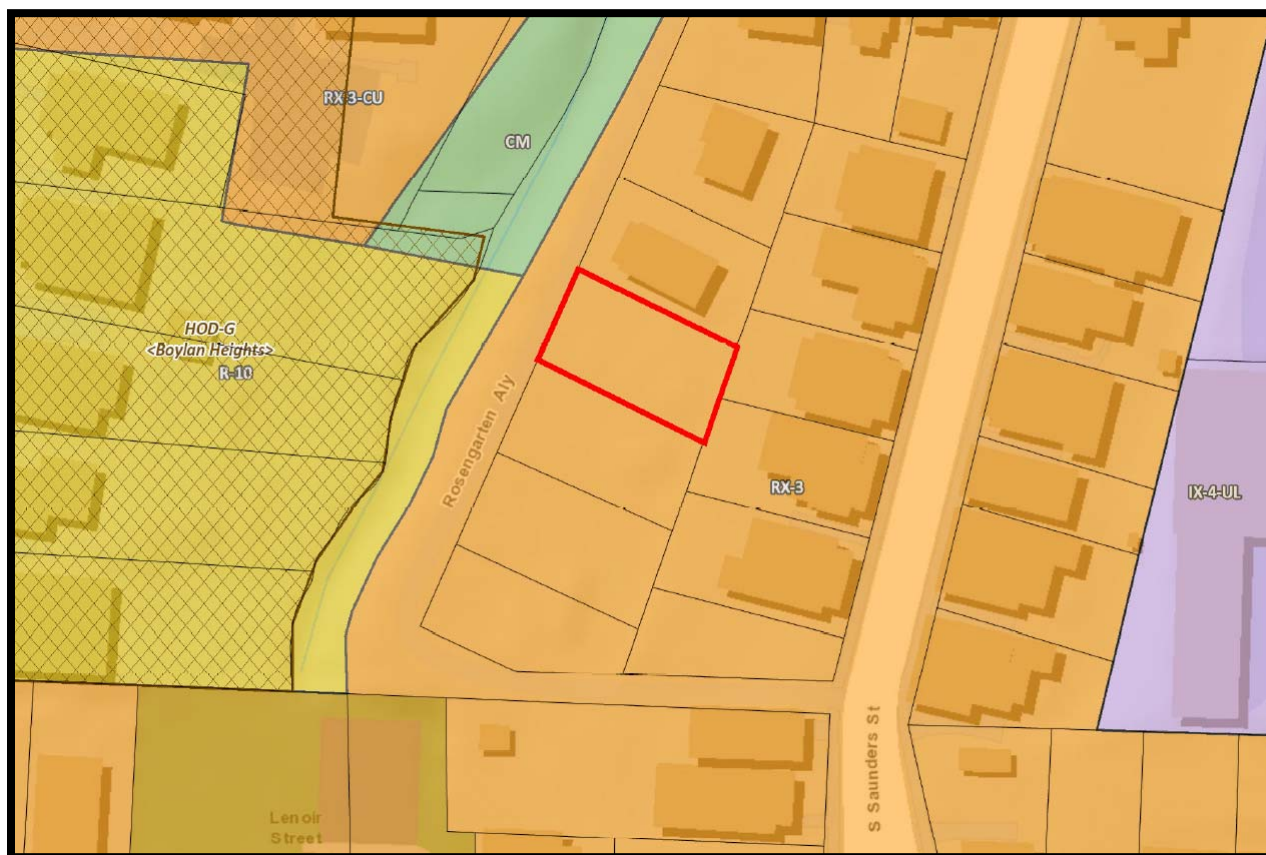 RX-3-CU
CM
HOD-G
<Boylan Heights>
R-10
Rosengarten Aly
RX-3
IX-4-UL
S Saunders St
Lenoir
Street